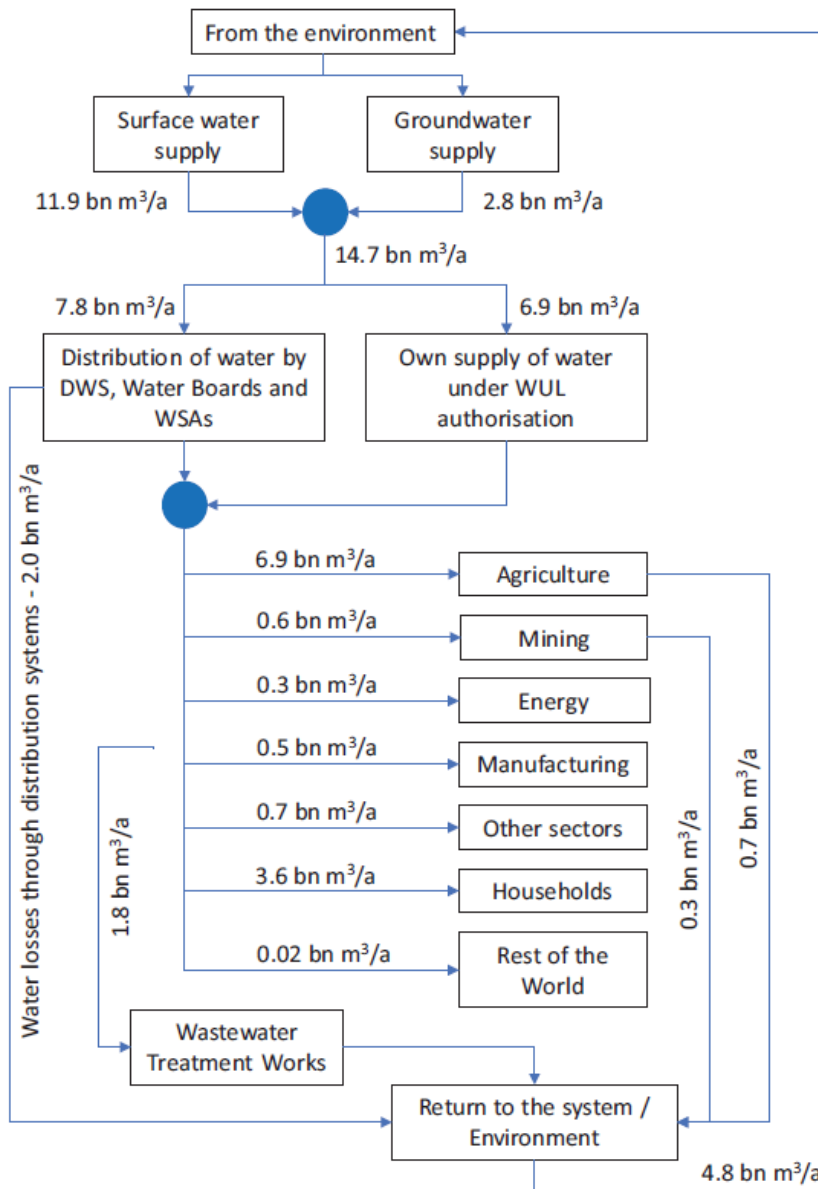 From the environment
Surface water
supply
Groundwater
supply
11.9 bn m³/a
2.8 bn m³/a
14.7 bn m³/a
7.8 bn m³/a
6.9 bn m³/a
Distribution of water by
DWS, Water Boards and
WSAs
Own supply of water
under WUL
authorisation
Water losses through distribution systems - 2.0 bn m³/a
6.9 bn m³/a
Agriculture
0.6 bn m³/a
Mining
0.3 bn m³/a
Energy
0.5 bn m³/a
Manufacturing
0.7 bn m³/a
Other sectors
3.6 bn m³/a
Households
0.02 bn m³/a
Rest of the
World
1.8 bn m³/a
0.3 bn m³/a
0.7 bn m³/a
Wastewater
Treatment Works
Return to the system /
Environment
4.8 bn m³/a